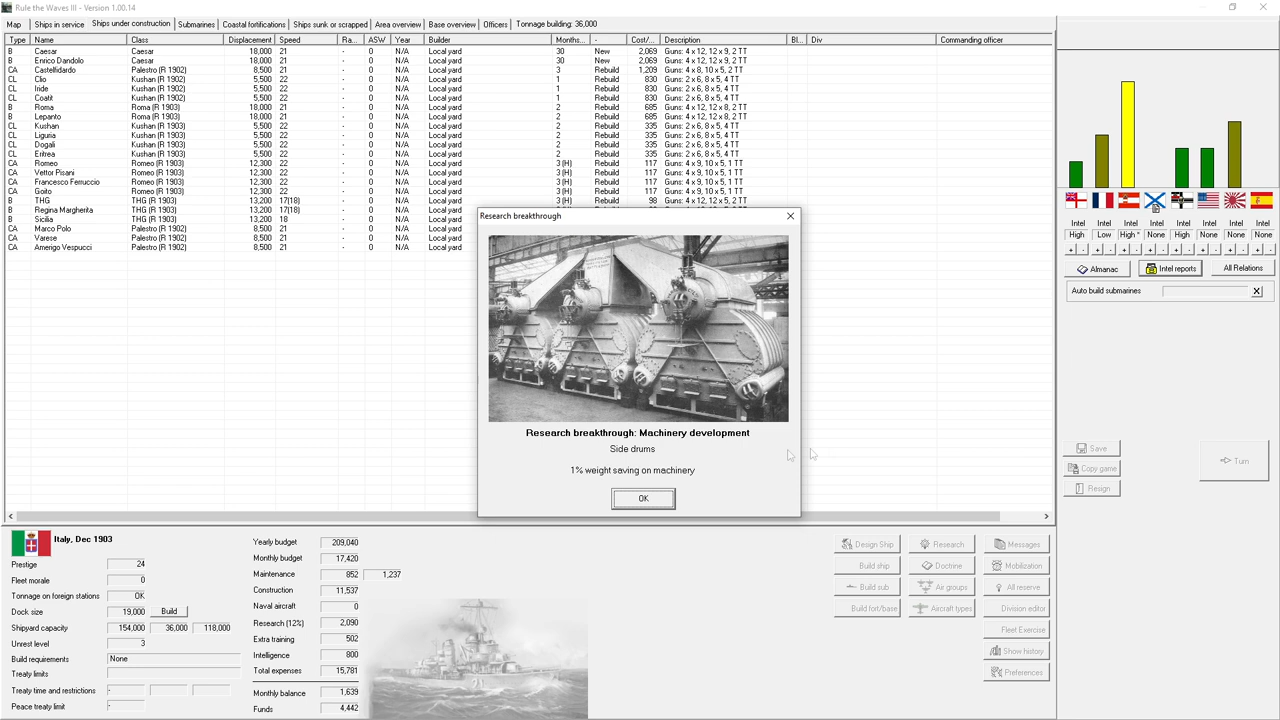 Rule the Waves III - Version 1.00.14
Map Ships in service Ships under construction Submarines Coastal fortifications Ships sunk or scrapped Area overview Base overview Officers Tonnage building: 36,000
Type Name Class Displacement Speed Ra... ASW Year Builder Months... - Cost/... Description Bl... Div Commanding officer
B Caesar Caesar 18,000 21 - 0 N/A Local yard 30 New 2,069 Guns: 4 x 12, 12 x 9, 2 TT
B Enrico Dandolo Caesar 18,000 21 - 0 N/A Local yard 30 New 2,069 Guns: 4 x 12, 12 x 9, 2 TT
CA Castelfidardo Palestro (R 1902) 8,500 21 - 0 N/A Local yard 3 Rebuild 1,209 Guns: 4 x 8, 10 x 5, 2 TT
CL Clio Kushan (R 1902) 5,500 22 - 0 N/A Local yard 1 Rebuild 830 Guns: 2 x 6, 8 x 5, 4 TT
CL Iride Kushan (R 1902) 5,500 22 - 0 N/A Local yard 1 Rebuild 830 Guns: 2 x 6, 8 x 5, 4 TT
CL Coatit Kushan (R 1902) 5,500 22 - 0 N/A Local yard 1 Rebuild 830 Guns: 2 x 6, 8 x 5, 4 TT
B Roma Roma (R 1903) 18,000 21 - 0 N/A Local yard 2 Rebuild 685 Guns: 4 x 12, 12 x 8, 2 TT
B Lepanto Roma (R 1903) 18,000 21 - 0 N/A Local yard 2 Rebuild 685 Guns: 4 x 12, 12 x 8, 2 TT
CL Kushan Kushan (R 1903) 5,500 22 - 0 N/A Local yard 2 Rebuild 335 Guns: 2 x 6, 8 x 5, 4 TT
CL Liguria Kushan (R 1903) 5,500 22 - 0 N/A Local yard 2 Rebuild 335 Guns: 2 x 6, 8 x 5, 4 TT
CL Dogali Kushan (R 1903) 5,500 22 - 0 N/A Local yard 2 Rebuild 335 Guns: 2 x 6, 8 x 5, 4 TT
CL Eritrea Kushan (R 1903) 5,500 22 - 0 N/A Local yard 2 Rebuild 335 Guns: 2 x 6, 8 x 5, 4 TT
CA Romeo Romeo (R 1903) 12,300 22 - 0 N/A Local yard 3 (H) Rebuild 117 Guns: 4 x 9, 10 x 5, 1 TT
CA Vettor Pisani Romeo (R 1903) 12,300 22 - 0 N/A Local yard 3 (H) Rebuild 117 Guns: 4 x 9, 10 x 5, 1 TT
CA Francesco Ferruccio Romeo (R 1903) 12,300 22 - 0 N/A Local yard 3 (H) Rebuild 117 Guns: 4 x 9, 10 x 5, 1 TT
CA Goito Romeo (R 1903) 12,300 22 - 0 N/A Local yard 3 (H) Rebuild 117 Guns: 4 x 9, 10 x 5, 1 TT
B THG THG (R 1903) 13,200 17(18) - 0 N/A Local yard 3 (H) Rebuild 98 Guns: 4 x 12, 10 x 6, 2 TT
B Regina Margherita THG (R 1903) 13,200 17(18) - 0 N/A Local yard
B Sicilia THG (R 1903) 13,200 18 - 0 N/A Local yard
CA Marco Polo Palestro (R 1902) 8,500 21 - 0 N/A Local yard
CA Varese Palestro (R 1902) 8,500 21 - 0 N/A Local yard
CA Amerigo Vespucci Palestro (R 1902) 8,500 21 - 0 N/A Local yard
Research breakthrough
Research breakthrough: Machinery development
Side drums
1% weight saving on machinery
OK
Intel Intel Intel Intel Intel Intel Intel Intel
High Low High* None High None None None
+ - + - + - + - + - + - + - + -
Almanac Intel reports All Relations
Auto build submarines
Save
Copy game
Resign
Turn
Italy, Dec 1903
Prestige 24
Fleet morale 0
Tonnage on foreign stations OK
Dock size 19,000 Build
Shipyard capacity 154,000 36,000 118,000
Unrest level 3
Build requirements None
Treaty limits
Treaty time and restrictions -
Peace treaty limit -
Yearly budget 209,040
Monthly budget 17,420
Maintenance 852 1,237
Construction 11,537
Naval aircraft 0
Research (12%) 2,090
Extra training 502
Intelligence 800
Total expenses 15,781
Monthly balance 1,639
Funds 4,442
Design Ship Research Messages
Build ship Doctrine Mobilization
Build sub Air groups All reserve
Build fort/base Aircraft types Division editor
Fleet Exercise
Show history
Preferences